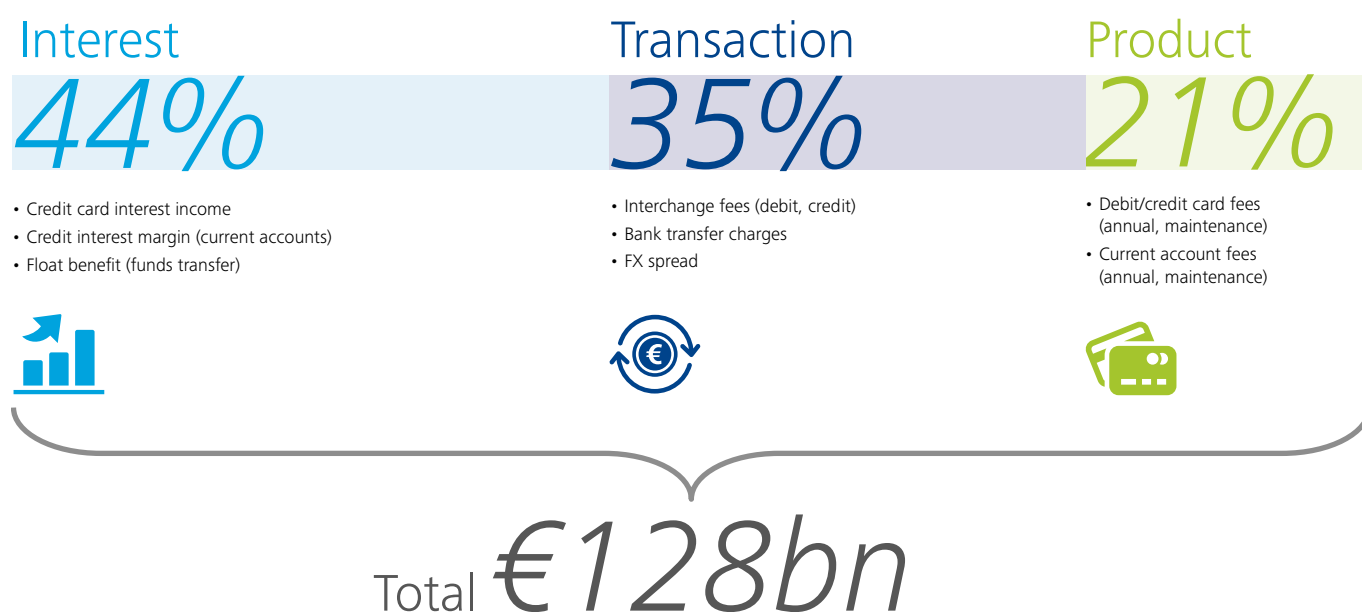 Interest
44%
• Credit card interest income
• Credit interest margin (current accounts)
• Float benefit (funds transfer)
Transaction
35%
• Interchange fees (debit, credit)
• Bank transfer charges
• FX spread
€
Product
21%
• Debit/credit card fees
(annual, maintenance)
• Current account fees
(annual, maintenance)
Total €128bn